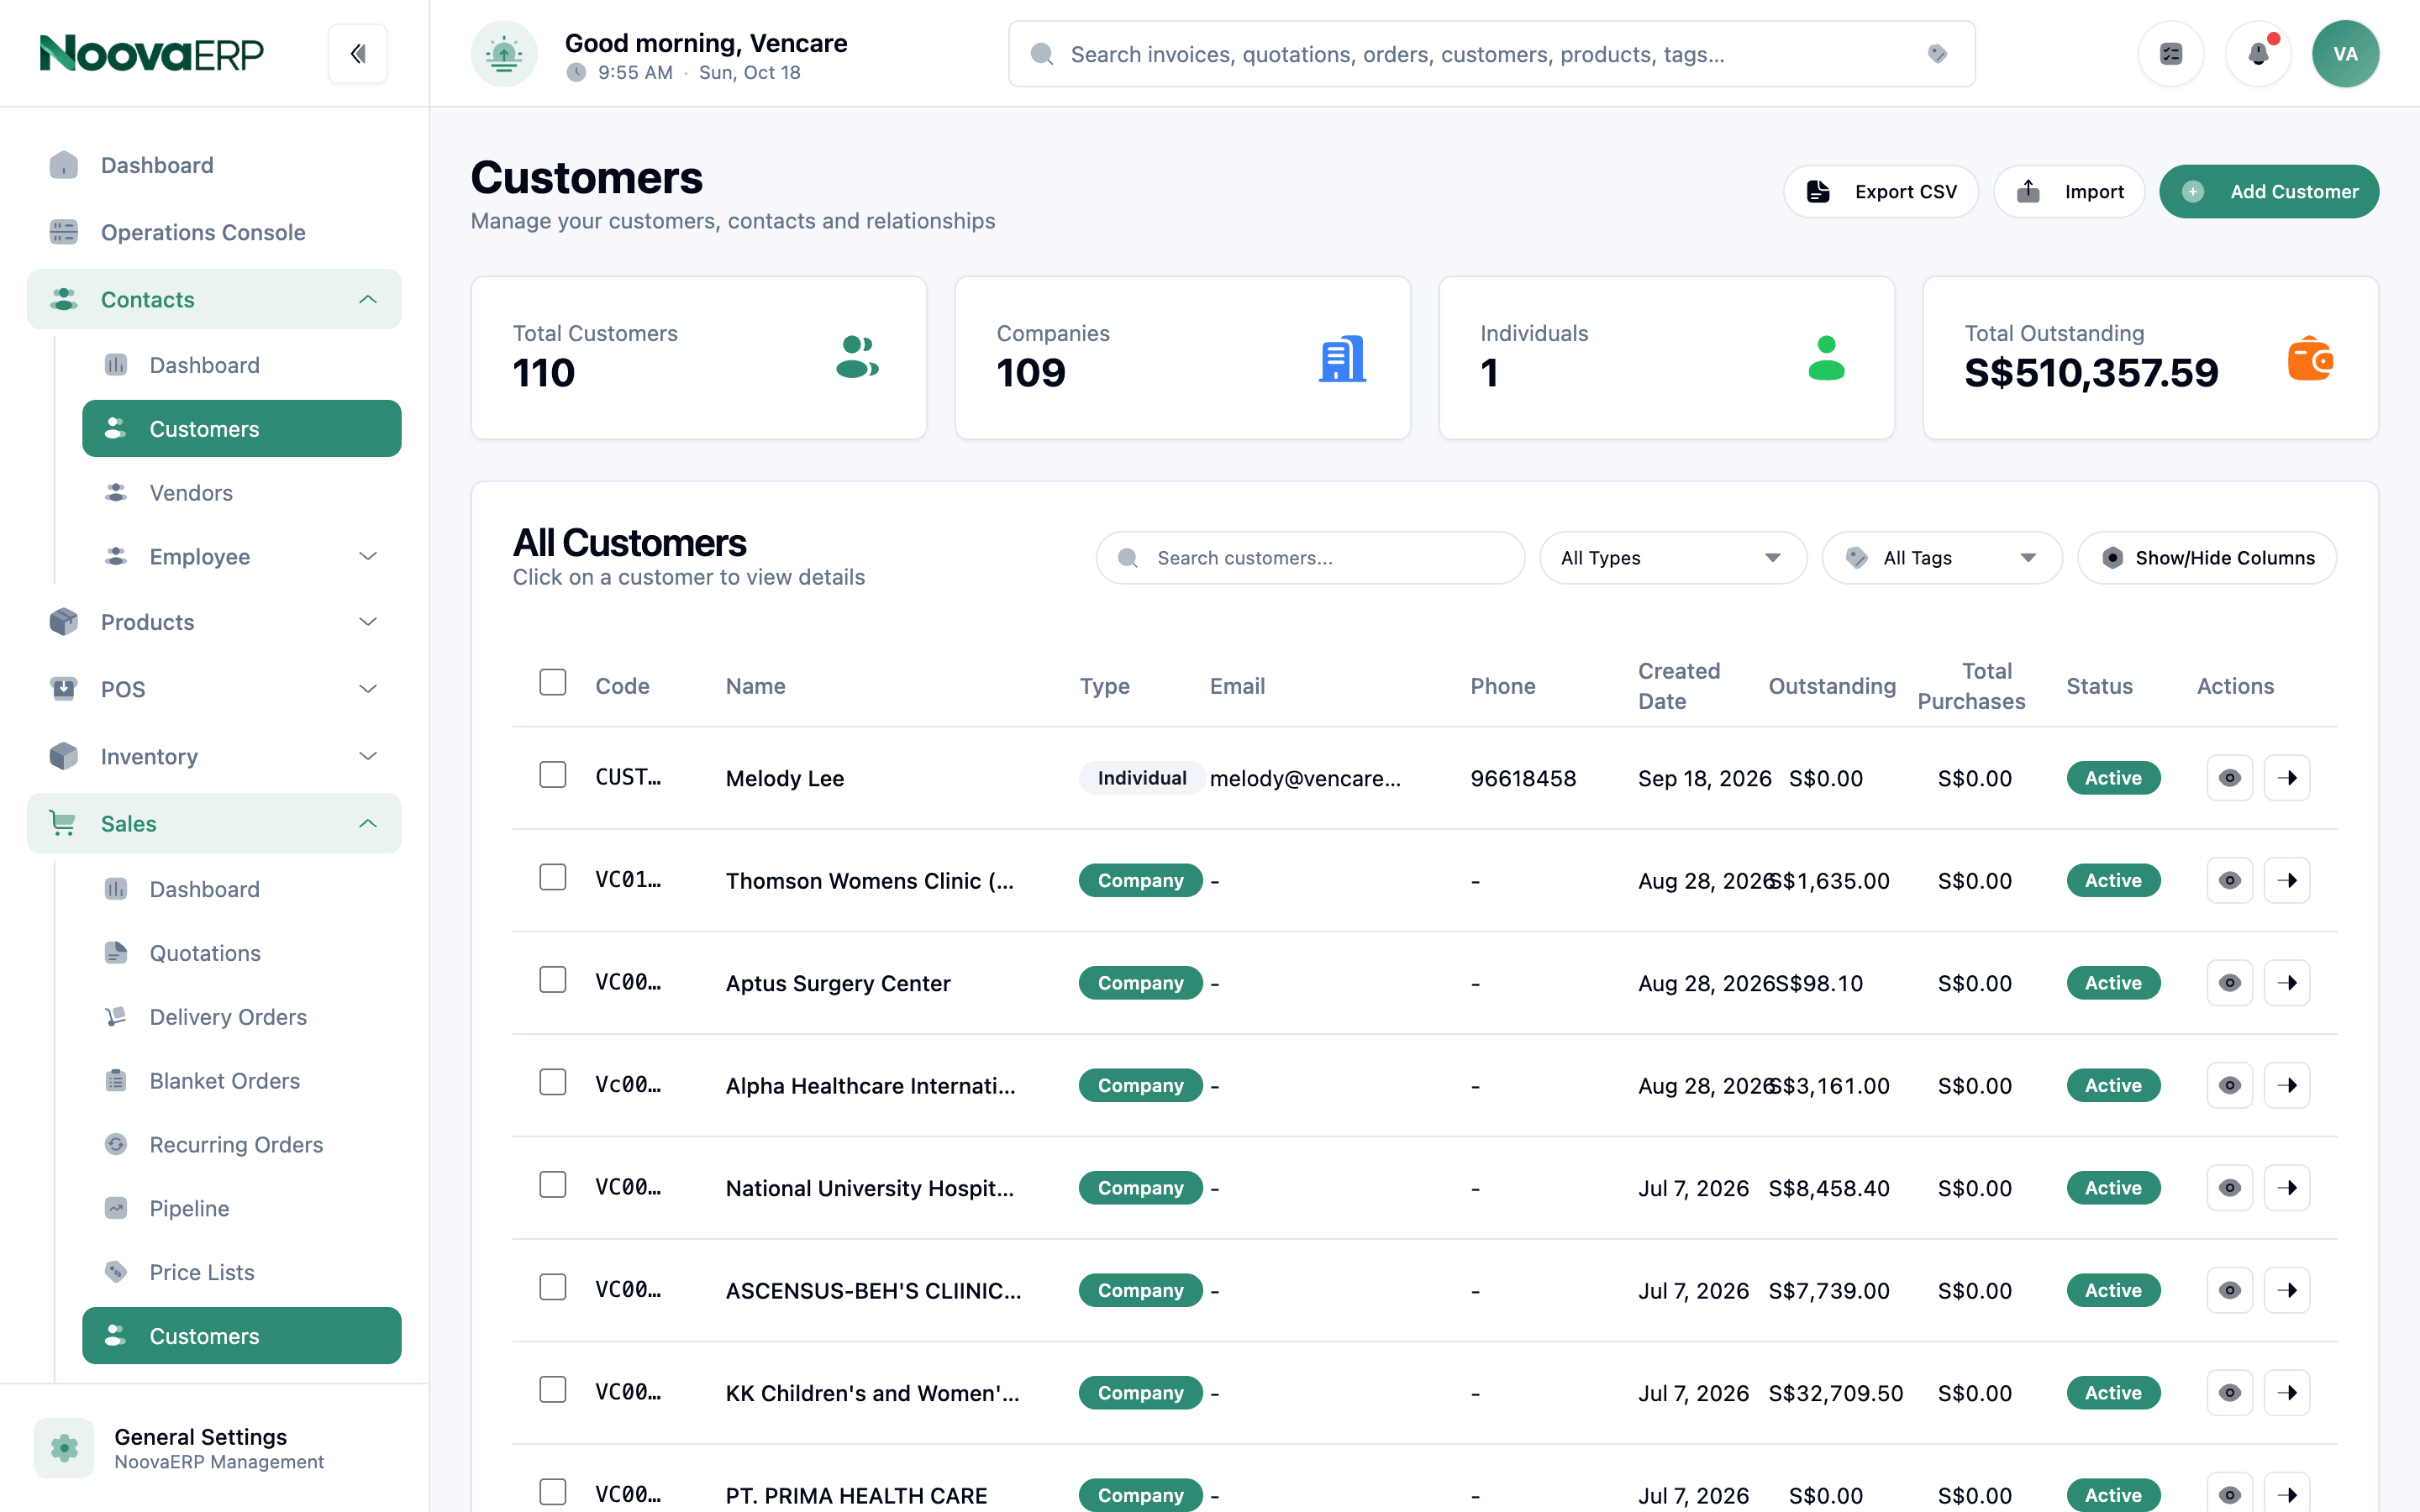 NoovaERP
Good morning, Vencare
9:55 AM · Sun, Oct 18
Search invoices, quotations, orders, customers, products, tags...
VA
Dashboard
Operations Console
Contacts
Dashboard
Customers
Vendors
Employee
Products
POS
Inventory
Sales
Dashboard
Quotations
Delivery Orders
Blanket Orders
Recurring Orders
Pipeline
Price Lists
Customers
General Settings
NoovaERP Management
Customers
Manage your customers, contacts and relationships
Export CSV
Import
Add Customer
Total Customers
110
Companies
109
Individuals
1
Total Outstanding
S$510,357.59
All Customers
Click on a customer to view details
Search customers...
All Types
All Tags
Show/Hide Columns
Code Name Type Email Phone Created Date Outstanding Total Purchases Status Actions
CUST... Melody Lee Individual melody@vencare... 96618458 Sep 18, 2026 S$0.00 S$0.00 Active
VC01... Thomson Womens Clinic (... Company - - Aug 28, 2026 S$1,635.00 S$0.00 Active
VC00... Aptus Surgery Center Company - - Aug 28, 2026 S$98.10 S$0.00 Active
Vc00... Alpha Healthcare Internati... Company - - Aug 28, 2026 S$3,161.00 S$0.00 Active
VC00... National University Hospit... Company - - Jul 7, 2026 S$8,458.40 S$0.00 Active
VC00... ASCENSUS-BEH'S CLIINIC... Company - - Jul 7, 2026 S$7,739.00 S$0.00 Active
VC00... KK Children's and Women'... Company - - Jul 7, 2026 S$32,709.50 S$0.00 Active
VC00... PT. PRIMA HEALTH CARE Company - - Jul 7, 2026 S$0.00 S$0.00 Active